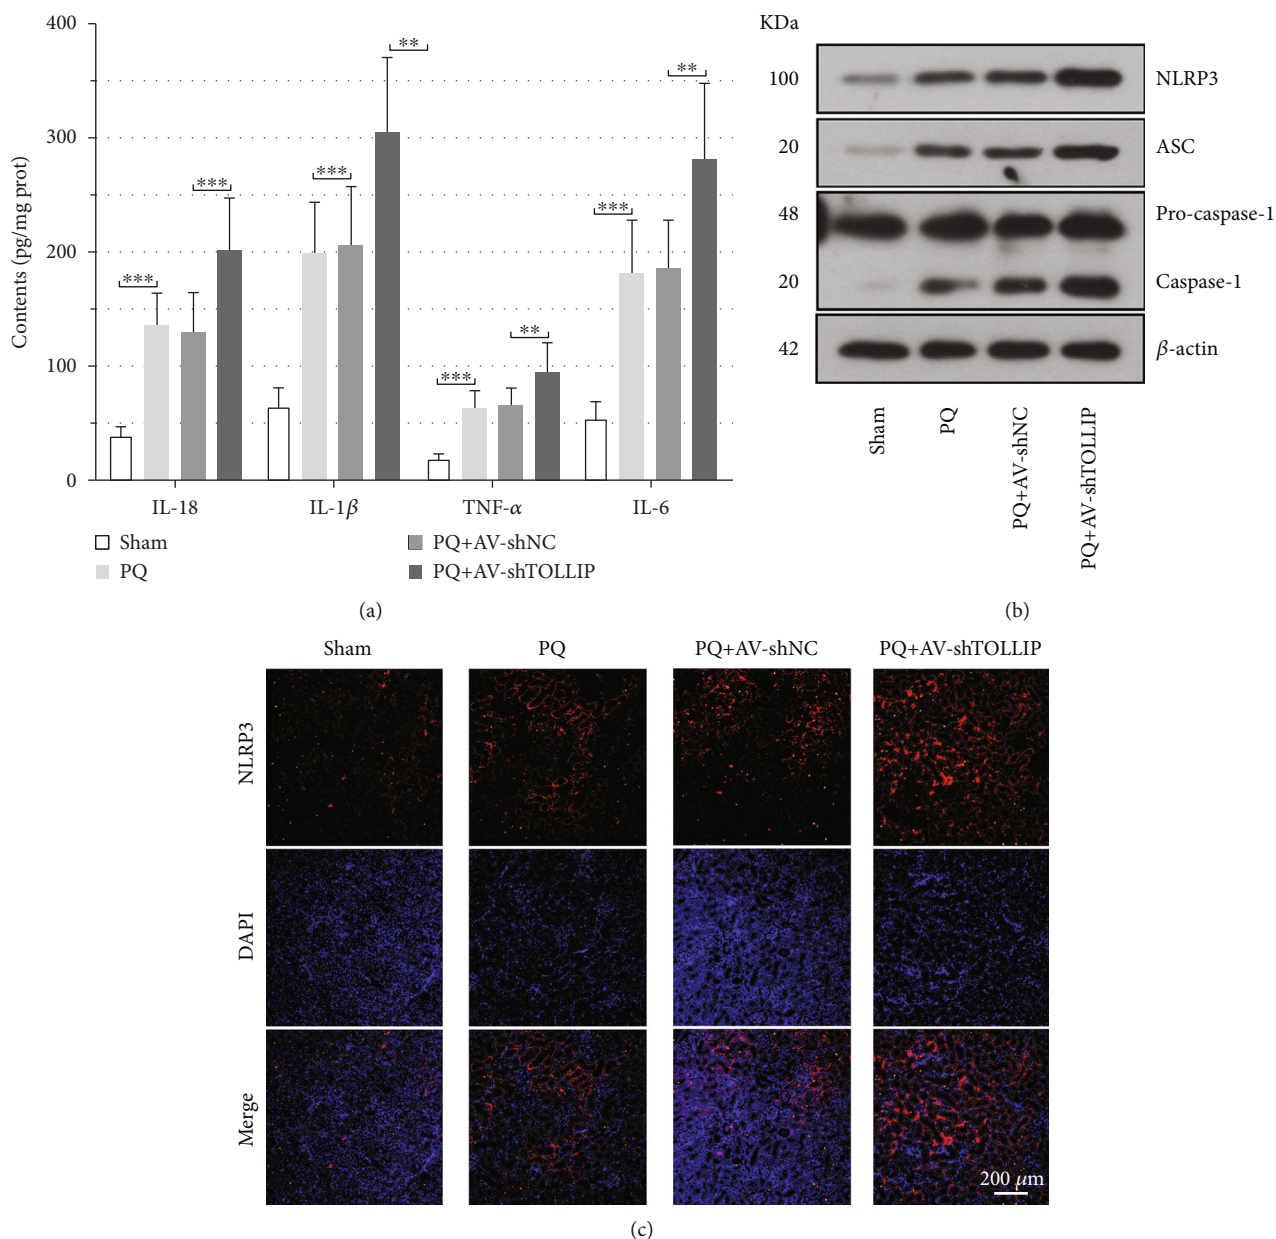 400
300
200
100
0
Contents (pg/mg prot)
***
***
***
**
***
**
***
**
IL-18
IL-1β
TNF-α
IL-6
Sham
PQ
PQ+AV-shNC
PQ+AV-shTOLLIP
(a)
KDa
100
NLRP3
20
ASC
48
Pro-caspase-1
20
Caspase-1
42
β-actin
Sham
PQ
PQ+AV-shNC
PQ+AV-shTOLLIP
(b)
Sham
PQ
PQ+AV-shNC
PQ+AV-shTOLLIP
NLRP3
DAPI
Merge
200 μm
(c)